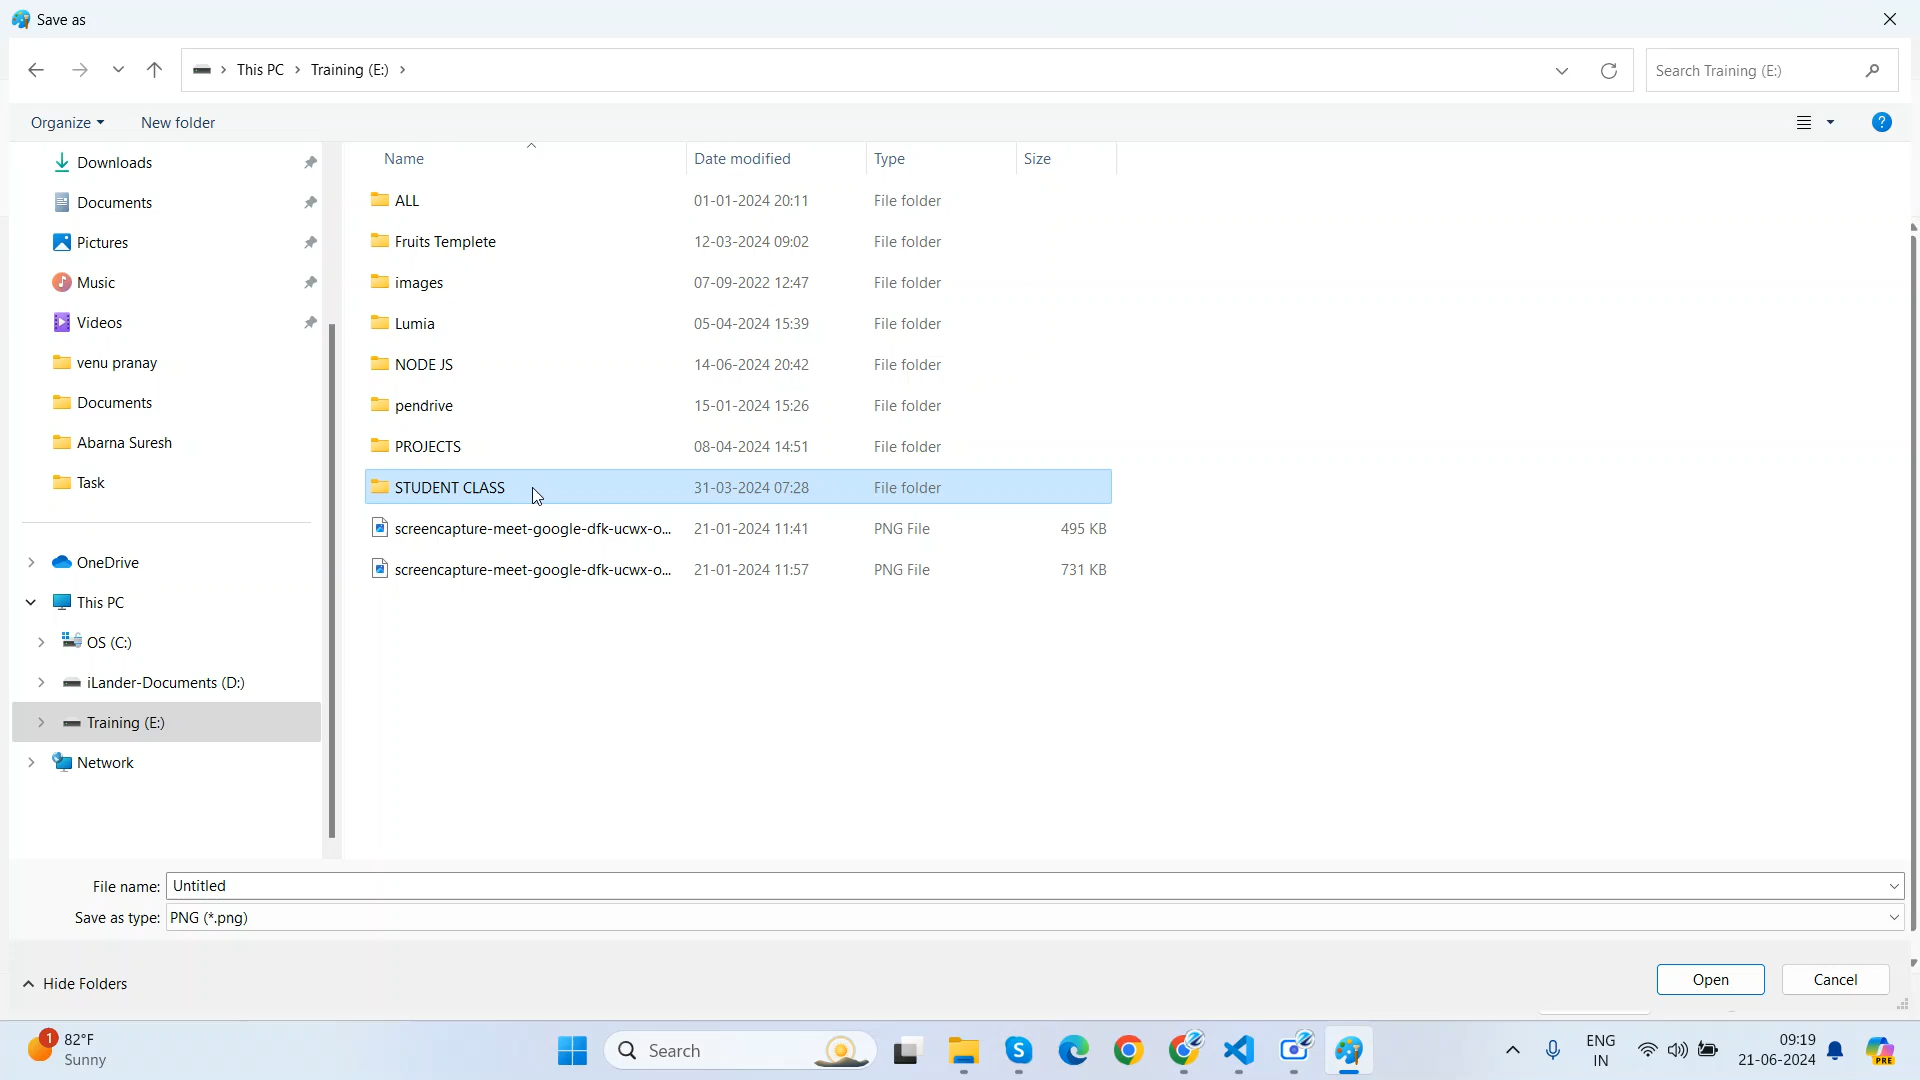 Save as
This PC > Training (E:) >
Search Training (E:)
Organize
New folder
Downloads
Documents
Pictures
Music
Videos
venu pranay
Documents
Abarna Suresh
Task
OneDrive
This PC
OS (C:)
iLander-Documents (D:)
Training (E:)
Network
Name Date modified Type Size
ALL 01-01-2024 20:11 File folder
Fruits Templete 12-03-2024 09:02 File folder
images 07-09-2022 12:47 File folder
Lumia 05-04-2024 15:39 File folder
NODE JS 14-06-2024 20:42 File folder
pendrive 15-01-2024 15:26 File folder
PROJECTS 08-04-2024 14:51 File folder
STUDENT CLASS 31-03-2024 07:28 File folder
screencapture-meet-google-dfk-ucwx-o... 21-01-2024 11:41 PNG File 495 KB
screencapture-meet-google-dfk-ucwx-o... 21-01-2024 11:57 PNG File 731 KB
File name: Untitled
Save as type: PNG (*.png)
Hide Folders
Open
Cancel
1
82°F
Sunny
Search
ENG
IN
09:19
21-06-2024
PRE